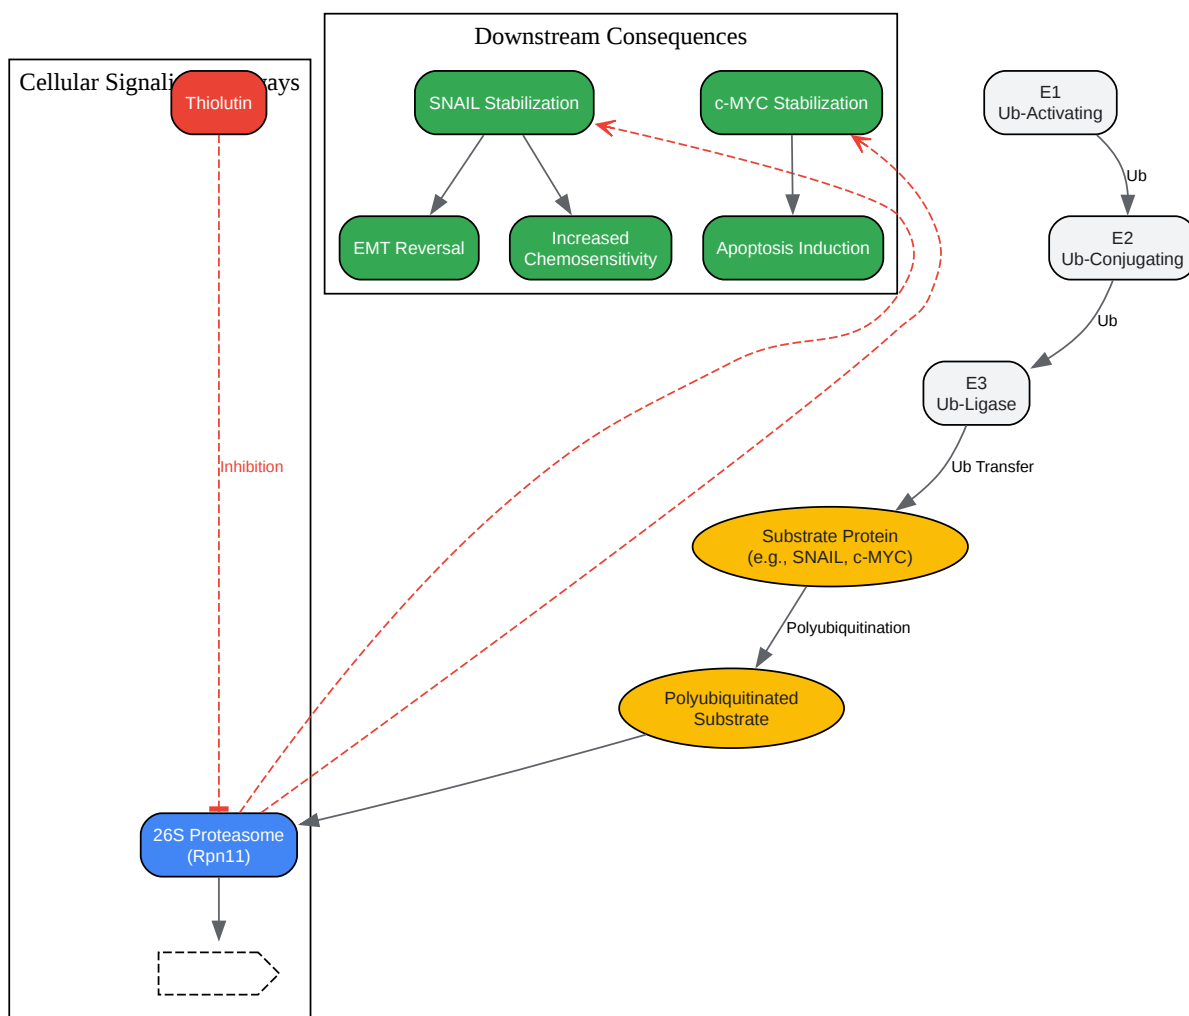 Downstream Consequences
Cellular Signali ays
Thiolutin
SNAIL Stabilization
c-MYC Stabilization
E1
Ub-Activating
Ub
EMT Reversal
Increased
Chemosensitivity
Apoptosis Induction
E2
Ub-Conjugating
Ub
E3
Ub-Ligase
Inhibition
Ub Transfer
Substrate Protein
(e.g., SNAIL, c-MYC)
Polyubiquitination
Polyubiquitinated
Substrate
26S Proteasome
(Rpn11)